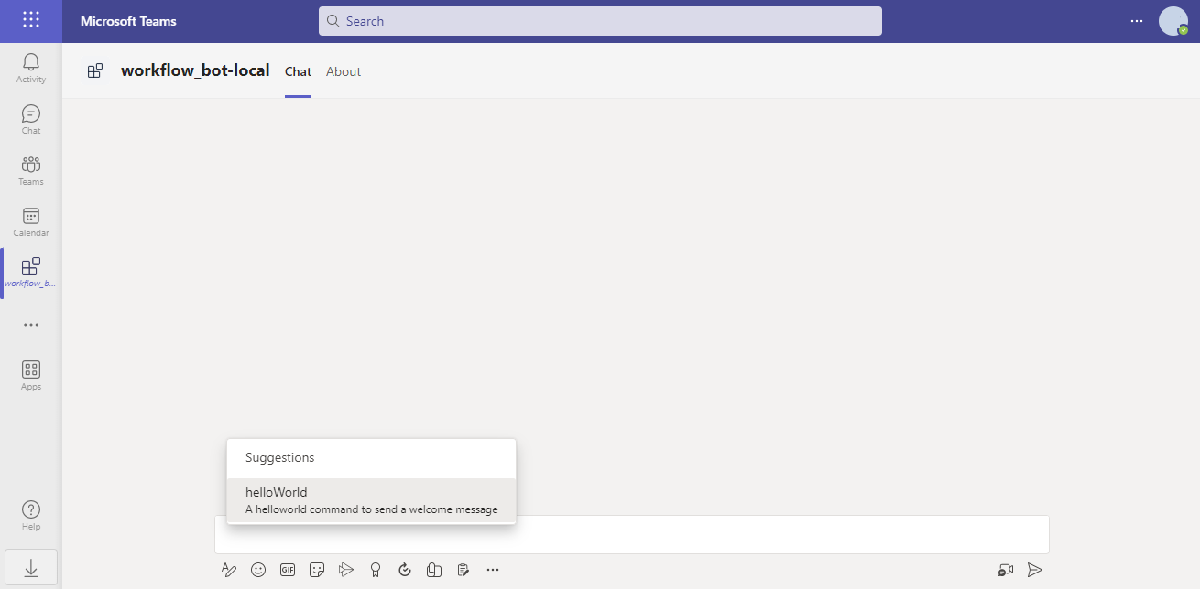 Microsoft Teams
Search
Activity
Chat
Teams
Calendar
workflow_b...
Apps
Help
workflow_bot-local
Chat
About
Suggestions
helloWorld
A helloworld command to send a welcome message
GIF